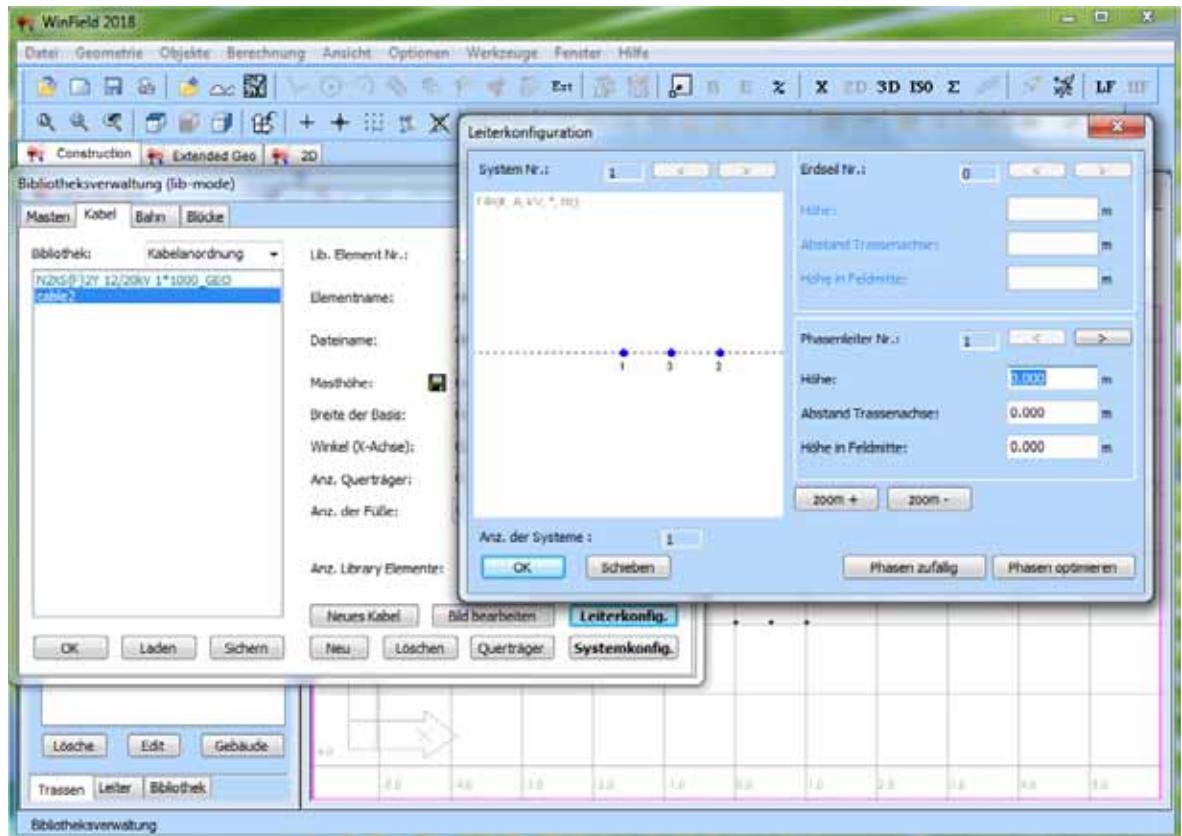 WinField 2018
Datei Geometrie Objekte Berechnung Ansicht Optionen Werkzeuge Fenster Hilfe
Ext X 2D 3D ISO Σ LF HF
Construction Extended Geo 2D
Bibliotheksverwaltung (lib-mode)
Masten Kabel Bahn Blöcke
Bibliothek: Kabelanordnung
N2XS(F)2Y 12/20kV 1*1000_GEO
cable2
Lib. Element Nr.:
Elementname:
Dateiname:
Masthöhe:
Breite der Basis:
Winkel (X-Achse):
Anz. Querträger:
Anz. der Füße:
Anz. Library Elemente:
Neues Kabel Bild bearbeiten Leiterkonfig.
OK Laden Sichern Neu Löschen Querträger Systemkonfig.
Leiterkonfiguration
System Nr.: 1 < >
1 3 2
Anz. der Systeme : 1
OK Schieben
Erdseil Nr.: 0 < >
Höhe: m
Abstand Trassenachse: m
Höhe in Feldmitte: m
Phasenleiter Nr.: 1 < >
Höhe: 0.000 m
Abstand Trassenachse: 0.000 m
Höhe in Feldmitte: 0.000 m
zoom + zoom -
Phasen zufällig Phasen optimieren
Lösche Edit Gebäude
Trassen Leiter Bibliothek
X
Bibliotheksverwaltung